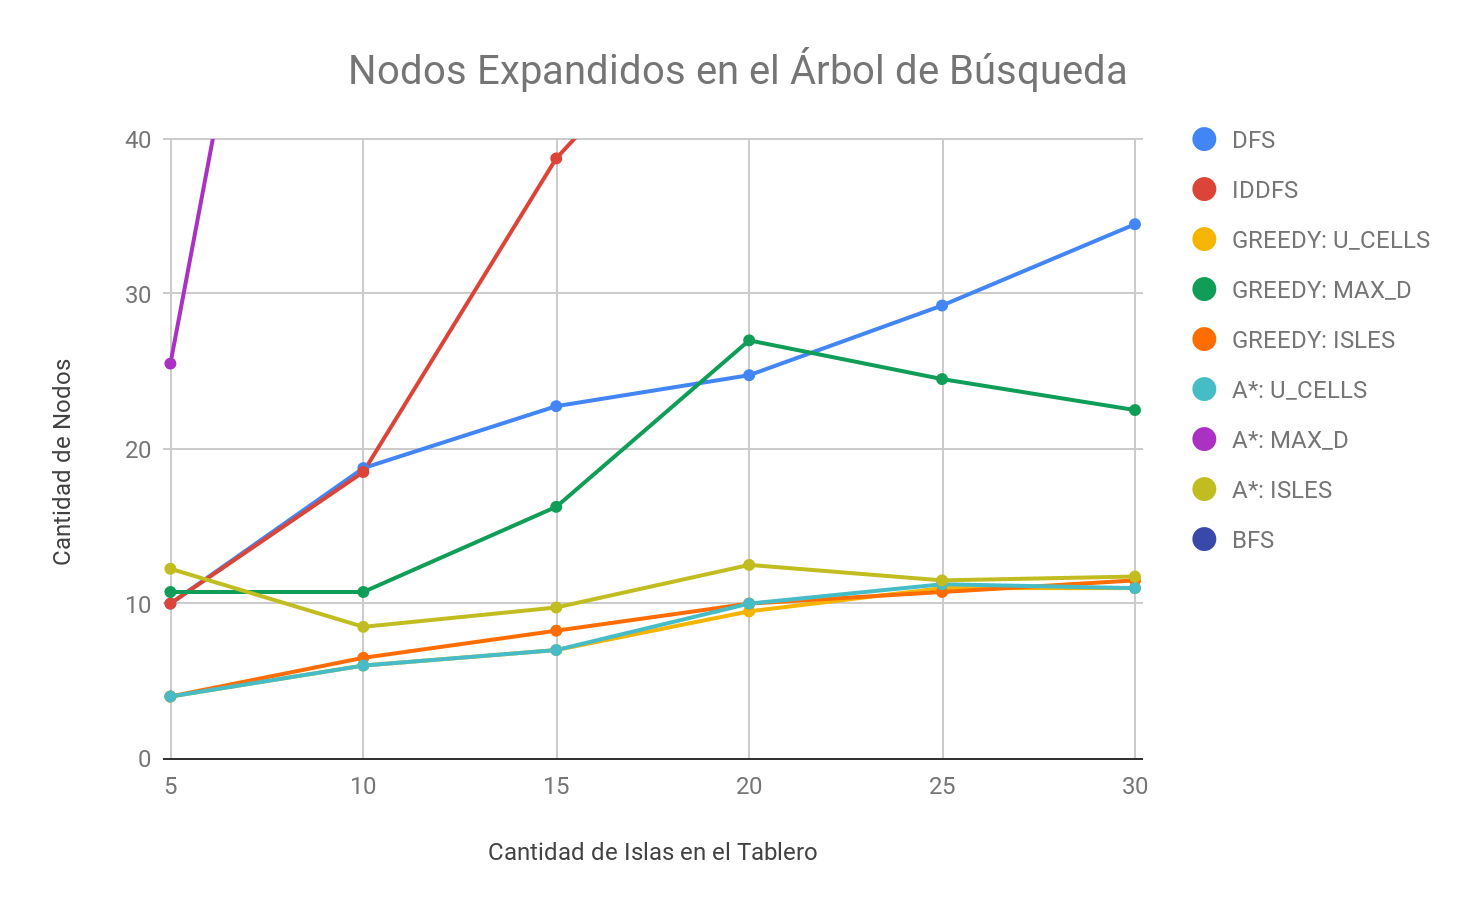 Nodos Expandidos en el Árbol de Búsqueda
40
30
20
10
0
Cantidad de Nodos
5
10
15
20
25
30
Cantidad de Islas en el Tablero
DFS
IDDFS
GREEDY: U_CELLS
GREEDY: MAX_D
GREEDY: ISLES
A*: U_CELLS
A*: MAX_D
A*: ISLES
BFS